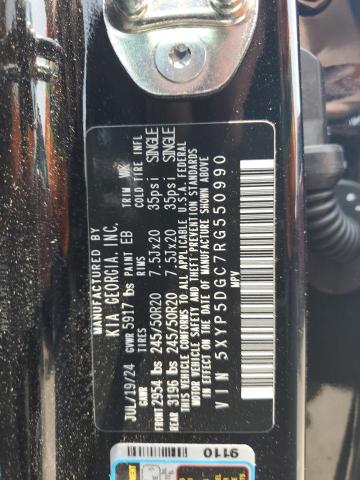 MANUFACTURED BY
KIA GEORGIA, INC.
JUL/19/24 GVWR 5917 lbs PAINT EB TRIM WK
GAWR TIRES RIMS COLD TIRE INFL
FRONT 2954 lbs 245/50R20 7.5Jx20 35psi SINGLE
REAR 3196 lbs 245/50R20 7.5Jx20 35psi SINGLE
THIS VEHICLE CONFORMS TO ALL APPLICABLE U.S.A. FEDERAL
MOTOR VEHICLE SAFETY AND THEFT PREVENTION STANDARDS
IN EFFECT ON THE DATE OF MANUFACTURE SHOWN ABOVE
VIN 5XYP5DGC7RG550990
MPV
9110